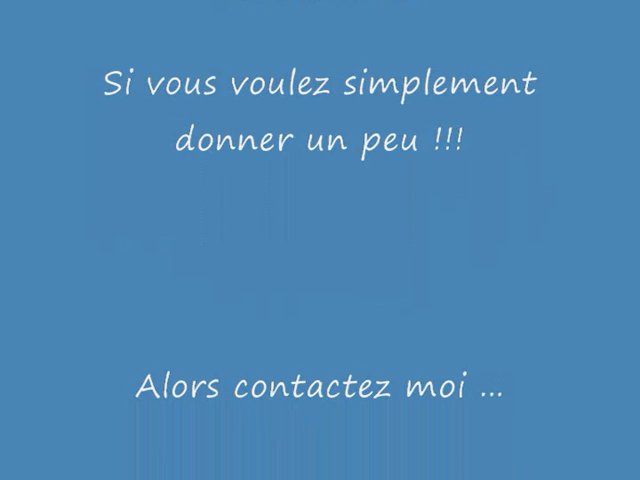 Si vous voulez simplement
donner un peu !!!
Alors contactez moi ...